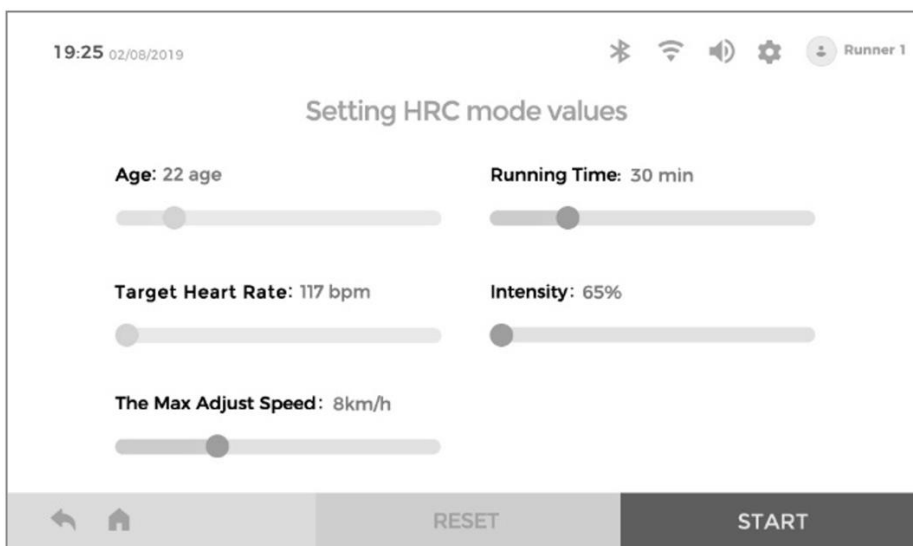 19:25 02/08/2019 Runner 1
Setting HRC mode values
Age: 22 age
Running Time: 30 min
Target Heart Rate: 117 bpm
Intensity: 65%
The Max Adjust Speed: 8km/h
RESET
START